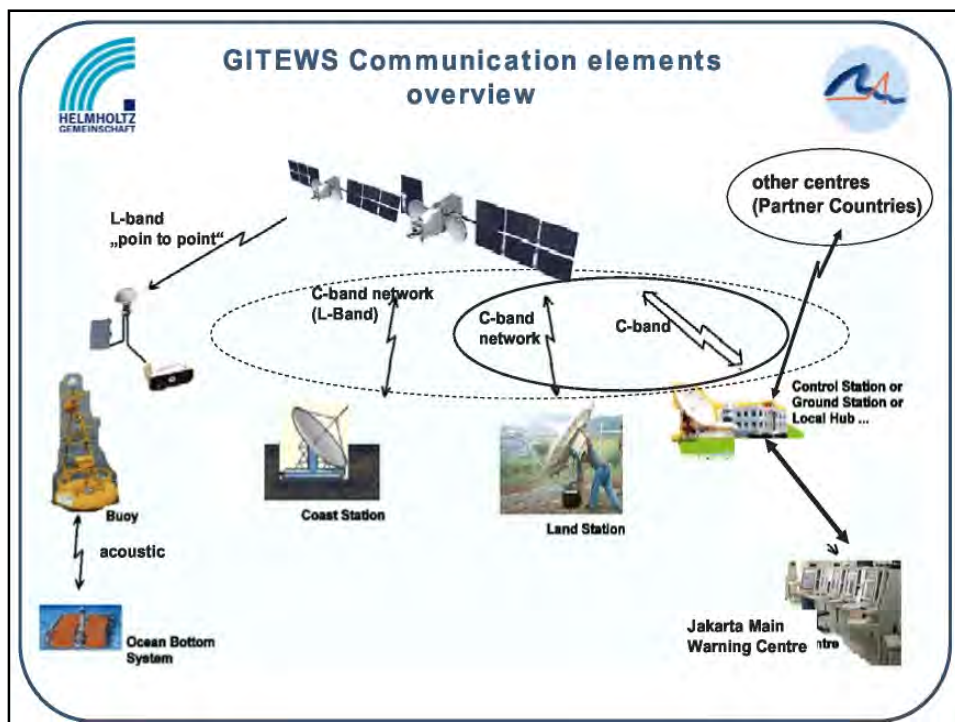 GITEWS Communication elements
overview
HELMHOLTZ
GEMEINSCHAFT
other centres
(Partner Countries)
L-band
„poin to point“
C-band network
(L-Band)
C-band
network
C-band
Control Station or
Ground Station or
Local Hub ...
Buoy
Coast Station
Land Station
acoustic
Ocean Bottom
System
Jakarta Main
Warning Centre
ntre